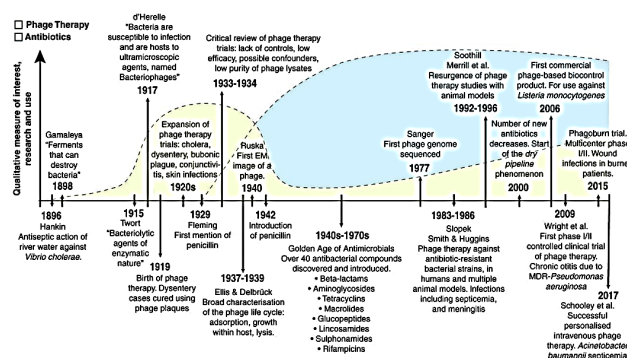 Phage Therapy
Antibiotics
Qualitative measure of interest,
research and use
Gamaleya
"Ferments
that can
destroy
bacteria"
1898
1896
Hankin
Antiseptic action of
river water against
Vibrio cholerae.
d'Herelle
"Bacteria are
susceptible to infection
and are hosts to
ultramicroscopic
agents, named
Bacteriophages"
1917
1915
Twort
"Bacteriolytic
agents of
enzymatic
nature"
1919
Birth of phage
therapy. Dysentery
cases cured using
phage plaques
Expansion of
phage therapy
trials: cholera,
dysentery, bubonic
plague, conjunctiv-
itis, skin infections
1920s
1929
Fleming
First mention of
penicillin
Critical review of phage therapy
trials: lack of controls, low
efficacy, possible confounders,
low purity of phage lysates
1933-1934
1937-1939
Ellis & Delbrück
Broad characterisation
of the phage life cycle:
adsorption, growth
within host, lysis.
Ruska
First EM
image of a
phage.
1940
1942
Introduction
of penicillin
1940s-1970s
Golden Age of Antimicrobials
Over 40 antibacterial compounds
discovered and introduced.
• Beta-lactams
• Aminoglycosides
• Tetracyclins
• Macrolides
• Glucopeptides
• Lincosamides
• Sulphonamides
• Rifampicins
Sanger
First phage genome
sequenced
1977
1983-1986
Slopek
Smith & Huggins
Phage therapy against
antibiotic-resistant
bacterial strains, in
humans and multiple
animal models. Infections
including septicemia,
and meningitis
Soothill
Merrill et al.
Resurgence of phage
therapy studies with
animal models
1992-1996
Number of new
antibiotics
decreases. Start
of the dry
pipeline
phenomenon
2000
First commercial
phage-based biocontrol
product. For use against
Listeria monocytogenes
2006
2009
Wright et al.
First phase I/II
controlled clinical trial
of phage therapy.
Chronic otitis due to
MDR-Pseudomonas
aeruginosa
Phagoburn trial.
Multicenter phase
I/II. Wound
infections in burned
patients.
2015
2017
Schooley et al.
Successful
personalised
intravenous phage
therapy. Acinetobacter
baumannii septicemia